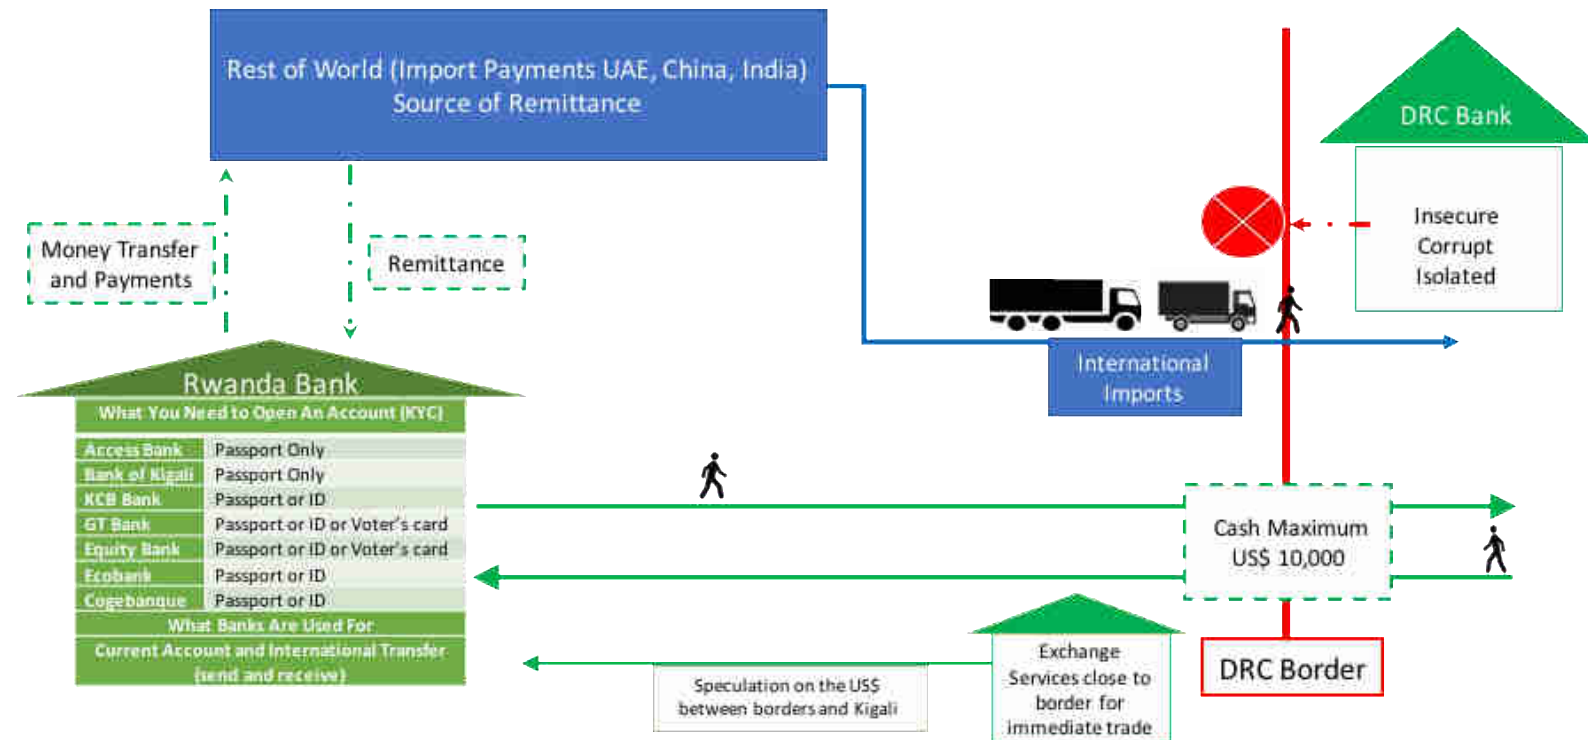 Rest of World (Import Payments UAE, China, India)
Source of Remittance
DRC Bank
Insecure
Corrupt
Isolated
Money Transfer
and Payments
Remittance
International
Imports
Rwanda Bank
What You Need to Open An Account (KYC)
Access Bank Passport Only
Bank of Kigali Passport Only
KCB Bank Passport or ID
GT Bank Passport or ID or Voter's card
Equity Bank Passport or ID or Voter's card
Ecobank Passport or ID
Cogebanque Passport or ID
What Banks Are Used For
Current Account and International Transfer
(send and receive)
Cash Maximum
US$ 10,000
DRC Border
Exchange
Services close to
border for
immediate trade
Speculation on the US$
between borders and Kigali